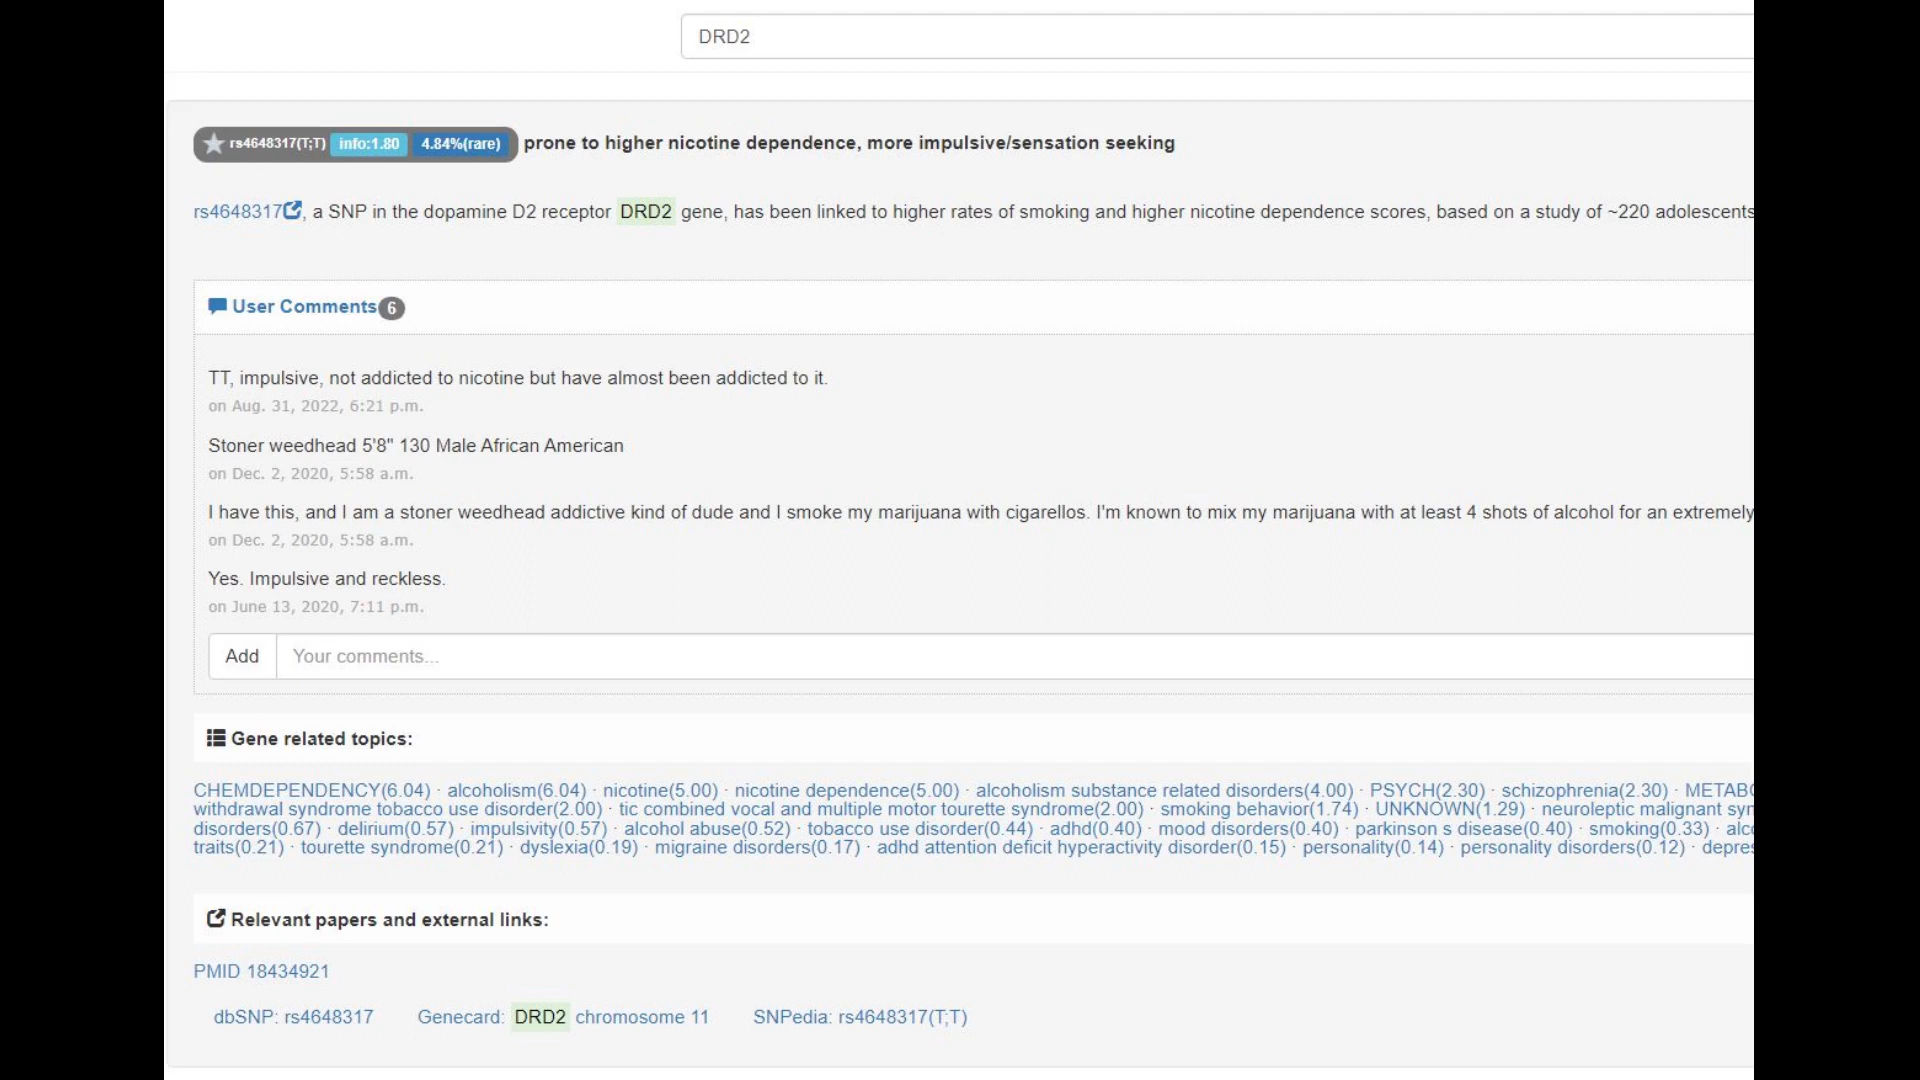 DRD2
rs4648317(T;T) info:1.80 4.84%(rare) prone to higher nicotine dependence, more impulsive/sensation seeking
rs4648317, a SNP in the dopamine D2 receptor DRD2 gene, has been linked to higher rates of smoking and higher nicotine dependence scores, based on a study of ~220 adolescents
User Comments 6
TT, impulsive, not addicted to nicotine but have almost been addicted to it.
on Aug. 31, 2022, 6:21 p.m.
Stoner weedhead 5'8" 130 Male African American
on Dec. 2, 2020, 5:58 a.m.
I have this, and I am a stoner weedhead addictive kind of dude and I smoke my marijuana with cigarellos. I'm known to mix my marijuana with at least 4 shots of alcohol for an extremely
on Dec. 2, 2020, 5:58 a.m.
Yes. Impulsive and reckless.
on June 13, 2020, 7:11 p.m.
Add Your comments...
Gene related topics:
CHEMDEPENDENCY(6.04) · alcoholism(6.04) · nicotine(5.00) · nicotine dependence(5.00) · alcoholism substance related disorders(4.00) · PSYCH(2.30) · schizophrenia(2.30) · METAB
withdrawal syndrome tobacco use disorder(2.00) · tic combined vocal and multiple motor tourette syndrome(2.00) · smoking behavior(1.74) · UNKNOWN(1.29) · neuroleptic malignant syn
disorders(0.67) · delirium(0.57) · impulsivity(0.57) · alcohol abuse(0.52) · tobacco use disorder(0.44) · adhd(0.40) · mood disorders(0.40) · parkinson s disease(0.40) · smoking(0.33) · alc
traits(0.21) · tourette syndrome(0.21) · dyslexia(0.19) · migraine disorders(0.17) · adhd attention deficit hyperactivity disorder(0.15) · personality(0.14) · personality disorders(0.12) · depre
Relevant papers and external links:
PMID 18434921
dbSNP: rs4648317 Genecard: DRD2 chromosome 11 SNPedia: rs4648317(T;T)